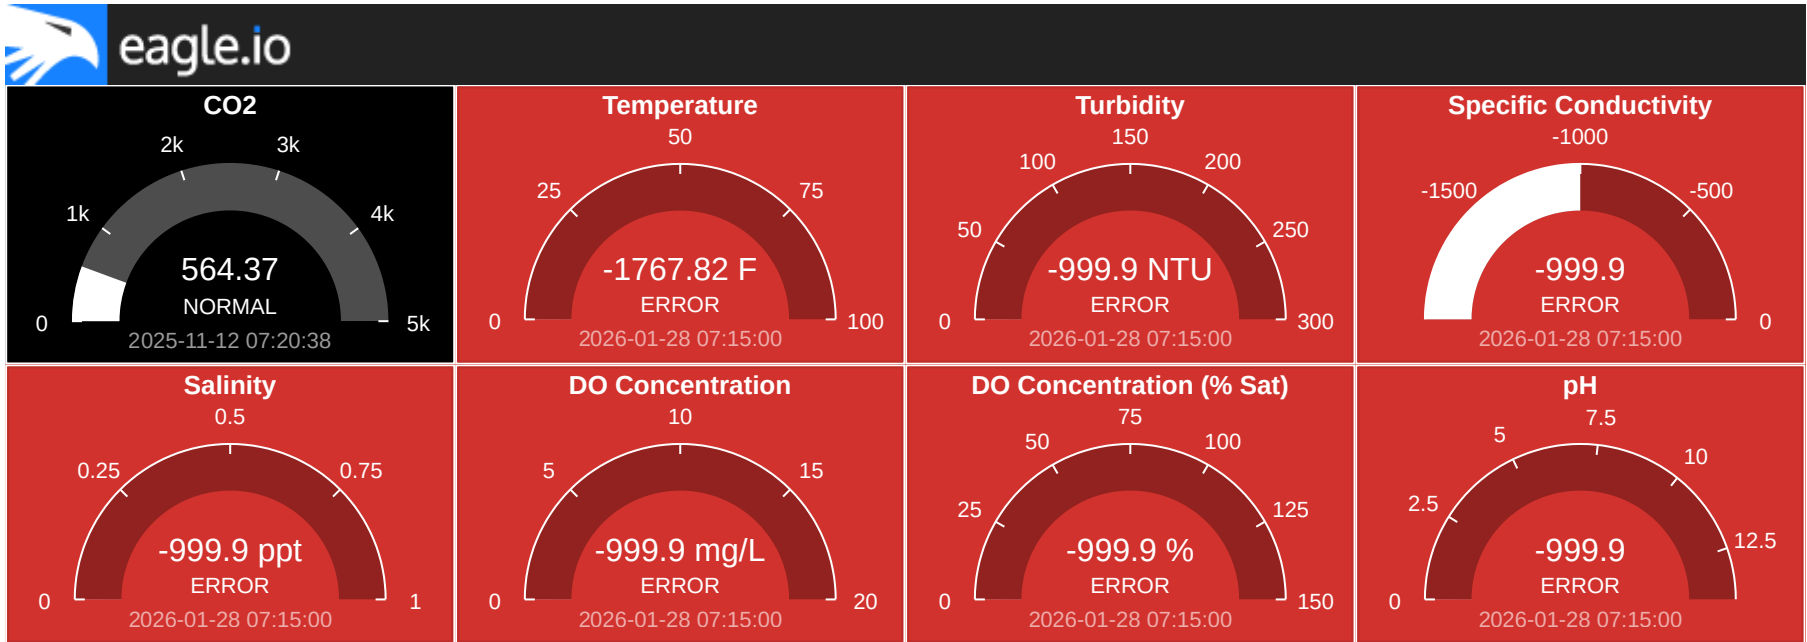 eagle.io
CO2
2k
3k
1k
4k
564.37
NORMAL
0
5k
2025-11-12 07:20:38
Temperature
50
25
75
-1767.82 F
ERROR
0
100
2026-01-28 07:15:00
Turbidity
150
100
200
50
250
-999.9 NTU
ERROR
0
300
2026-01-28 07:15:00
Specific Conductivity
-1000
-1500
-500
-999.9
ERROR
0
2026-01-28 07:15:00
Salinity
0.5
0.25
0.75
-999.9 ppt
ERROR
0
1
2026-01-28 07:15:00
DO Concentration
10
5
15
-999.9 mg/L
ERROR
0
20
2026-01-28 07:15:00
DO Concentration (% Sat)
75
50
100
25
125
-999.9 %
ERROR
0
150
2026-01-28 07:15:00
pH
7.5
5
10
2.5
12.5
-999.9
ERROR
0
2026-01-28 07:15:00